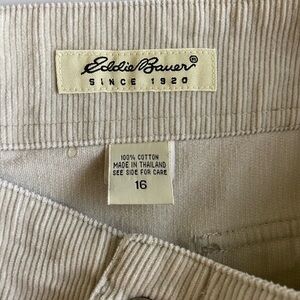 Eddie Bauer®
SINCE 1920
100% COTTON
MADE IN THAILAND
SEE SIDE FOR CARE
16